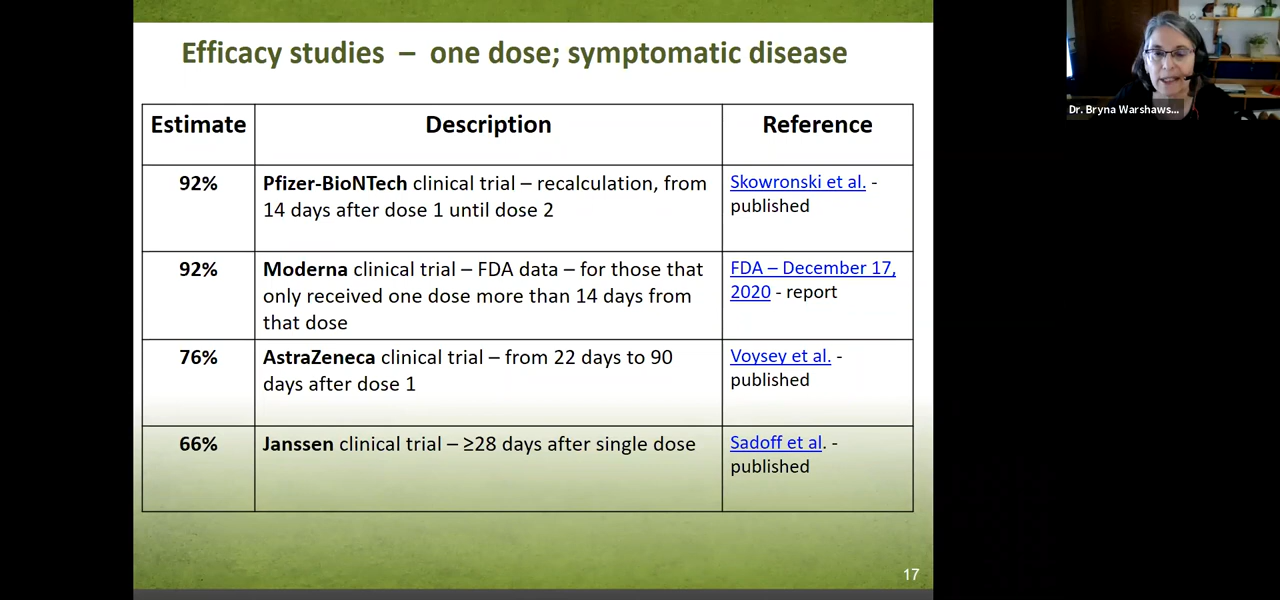 Efficacy studies – one dose; symptomatic disease
Estimate Description Reference
92% Pfizer-BioNTech clinical trial – recalculation, from Skowronski et al. -
14 days after dose 1 until dose 2 published
92% Moderna clinical trial – FDA data – for those that FDA – December 17,
only received one dose more than 14 days from 2020 - report
that dose
76% AstraZeneca clinical trial – from 22 days to 90 Voysey et al. -
days after dose 1 published
66% Janssen clinical trial – ≥28 days after single dose Sadoff et al. -
published
17
Dr. Bryna Warshaws...